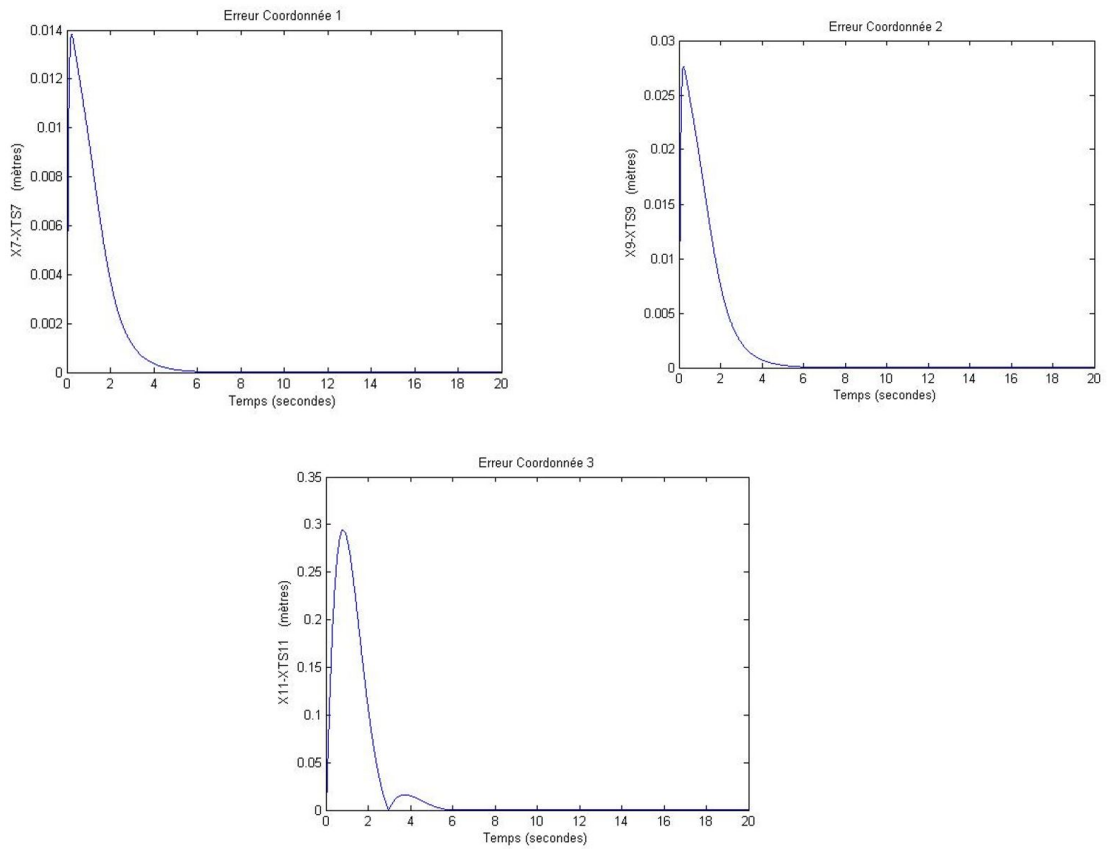 Erreur Coordonnée 1
0.014
0.012
0.01
0.008
0.006
0.004
0.002
0
X7-XTS7 (mètres)
0 2 4 6 8 10 12 14 16 18 20
Temps (secondes)
Erreur Coordonnée 2
0.03
0.025
0.02
0.015
0.01
0.005
0
X9-XTS9 (mètres)
0 2 4 6 8 10 12 14 16 18 20
Temps (secondes)
Erreur Coordonnée 3
0.35
0.3
0.25
0.2
0.15
0.1
0.05
0
X11-XTS11 (mètres)
0 2 4 6 8 10 12 14 16 18 20
Temps (secondes)